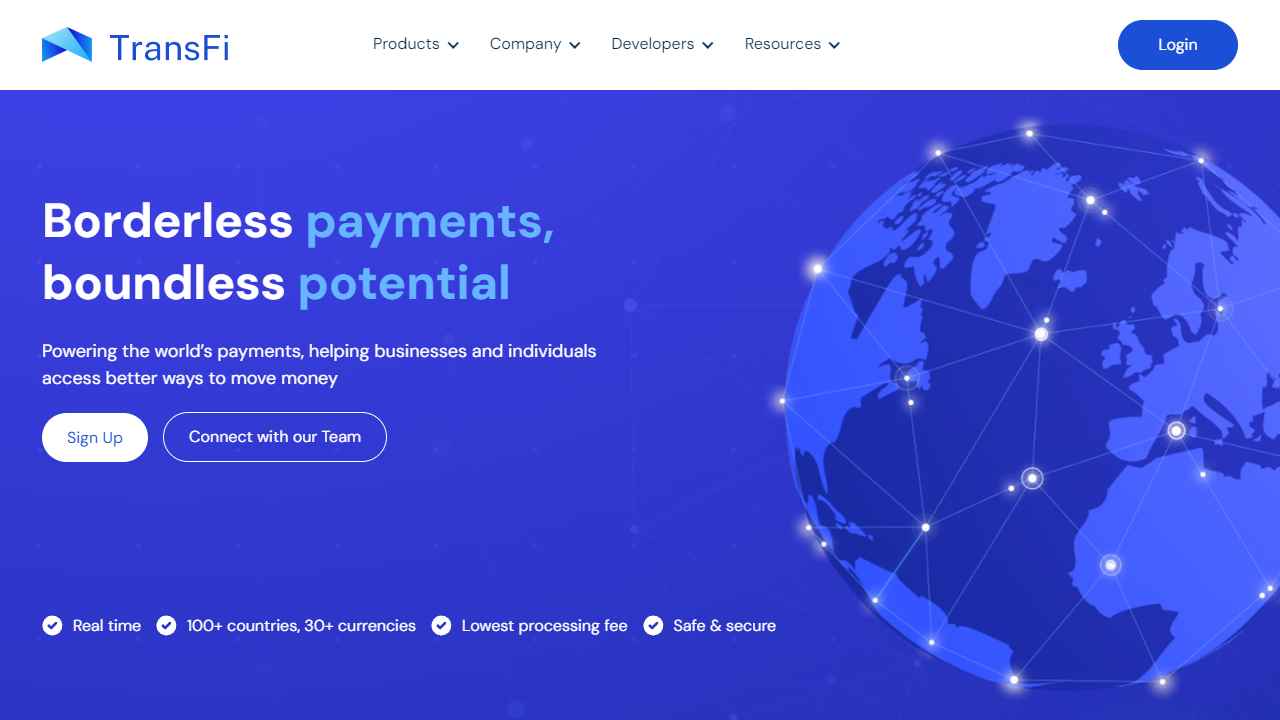 TransFi
Products
Company
Developers
Resources
Login
Borderless payments,
boundless potential
Powering the world’s payments, helping businesses and individuals
access better ways to move money
Sign Up
Connect with our Team
Real time
100+ countries, 30+ currencies
Lowest processing fee
Safe & secure